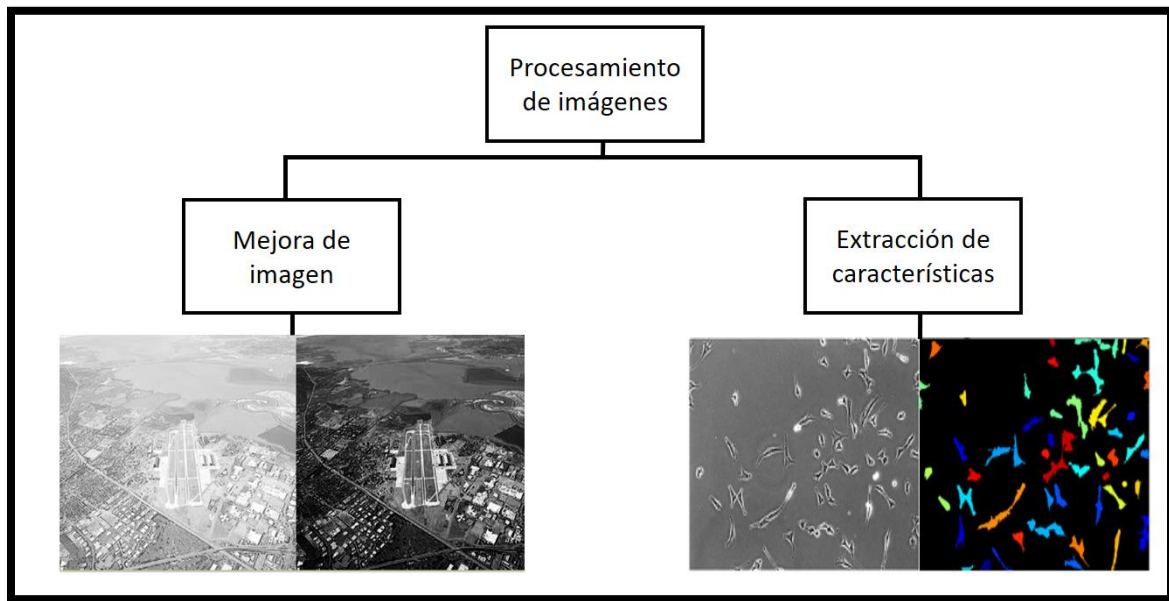 Procesamiento
de imágenes
Mejora de
imagen
Extracción de
características